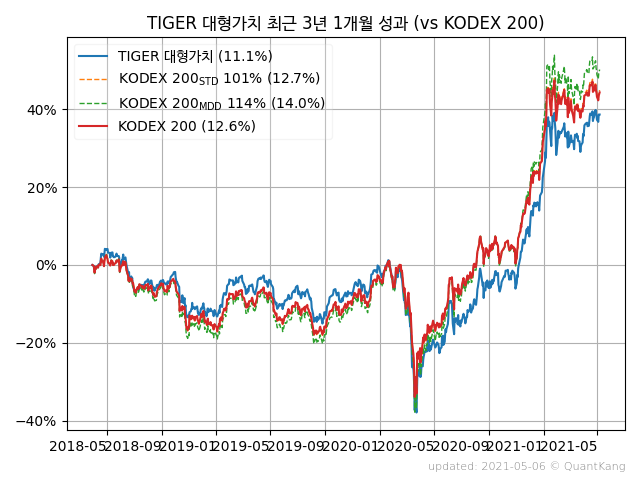 TIGER 대형가치 최근 3년 1개월 성과 (vs KODEX 200)
TIGER 대형가치 (11.1%)
KODEX 200STD 101% (12.7%)
KODEX 200MDD 114% (14.0%)
KODEX 200 (12.6%)
40%
20%
0%
−20%
−40%
2018-05 2018-09 2019-01 2019-05 2019-09 2020-01 2020-05 2020-09 2021-01 2021-05
updated: 2021-05-06 © QuantKang